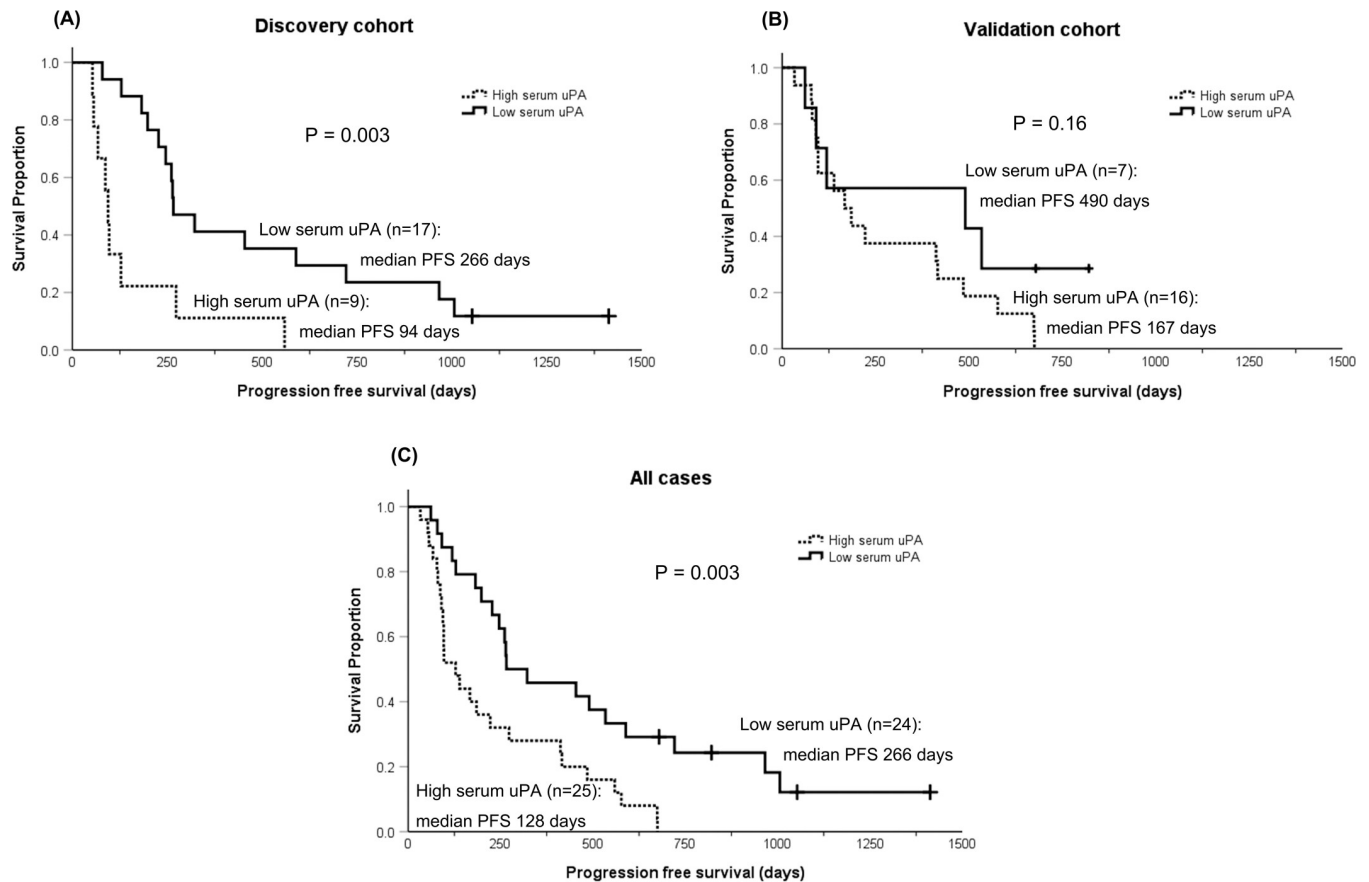 (A)
Discovery cohort
High serum uPA
Low serum uPA
P = 0.003
Low serum uPA (n=17):
median PFS 266 days
High serum uPA (n=9):
median PFS 94 days
Survival Proportion
1.0
0.8
0.6
0.4
0.2
0.0
0 250 500 750 1000 1250 1500
Progression free survival (days)
(B)
Validation cohort
High serum uPA
Low serum uPA
P = 0.16
Low serum uPA (n=7):
median PFS 490 days
High serum uPA (n=16):
median PFS 167 days
Survival Proportion
1.0
0.8
0.6
0.4
0.2
0.0
0 250 500 750 1000 1250 1500
Progression free survival (days)
(C)
All cases
High serum uPA
Low serum uPA
P = 0.003
Low serum uPA (n=24):
median PFS 266 days
High serum uPA (n=25):
median PFS 128 days
Survival Proportion
1.0
0.8
0.6
0.4
0.2
0.0
0 250 500 750 1000 1250 1500
Progression free survival (days)